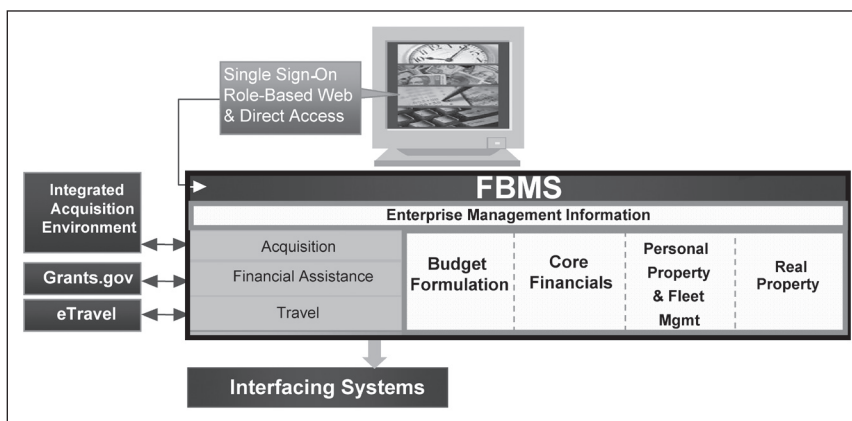 Single Sign-On
Role-Based Web
& Direct Access
FBMS
Enterprise Management Information
Integrated
Acquisition
Environment
Grants.gov
eTravel
Acquisition
Financial Assistance
Travel
Budget
Formulation
Core
Financials
Personal
Property
& Fleet
Mgmt
Real
Property
Interfacing Systems